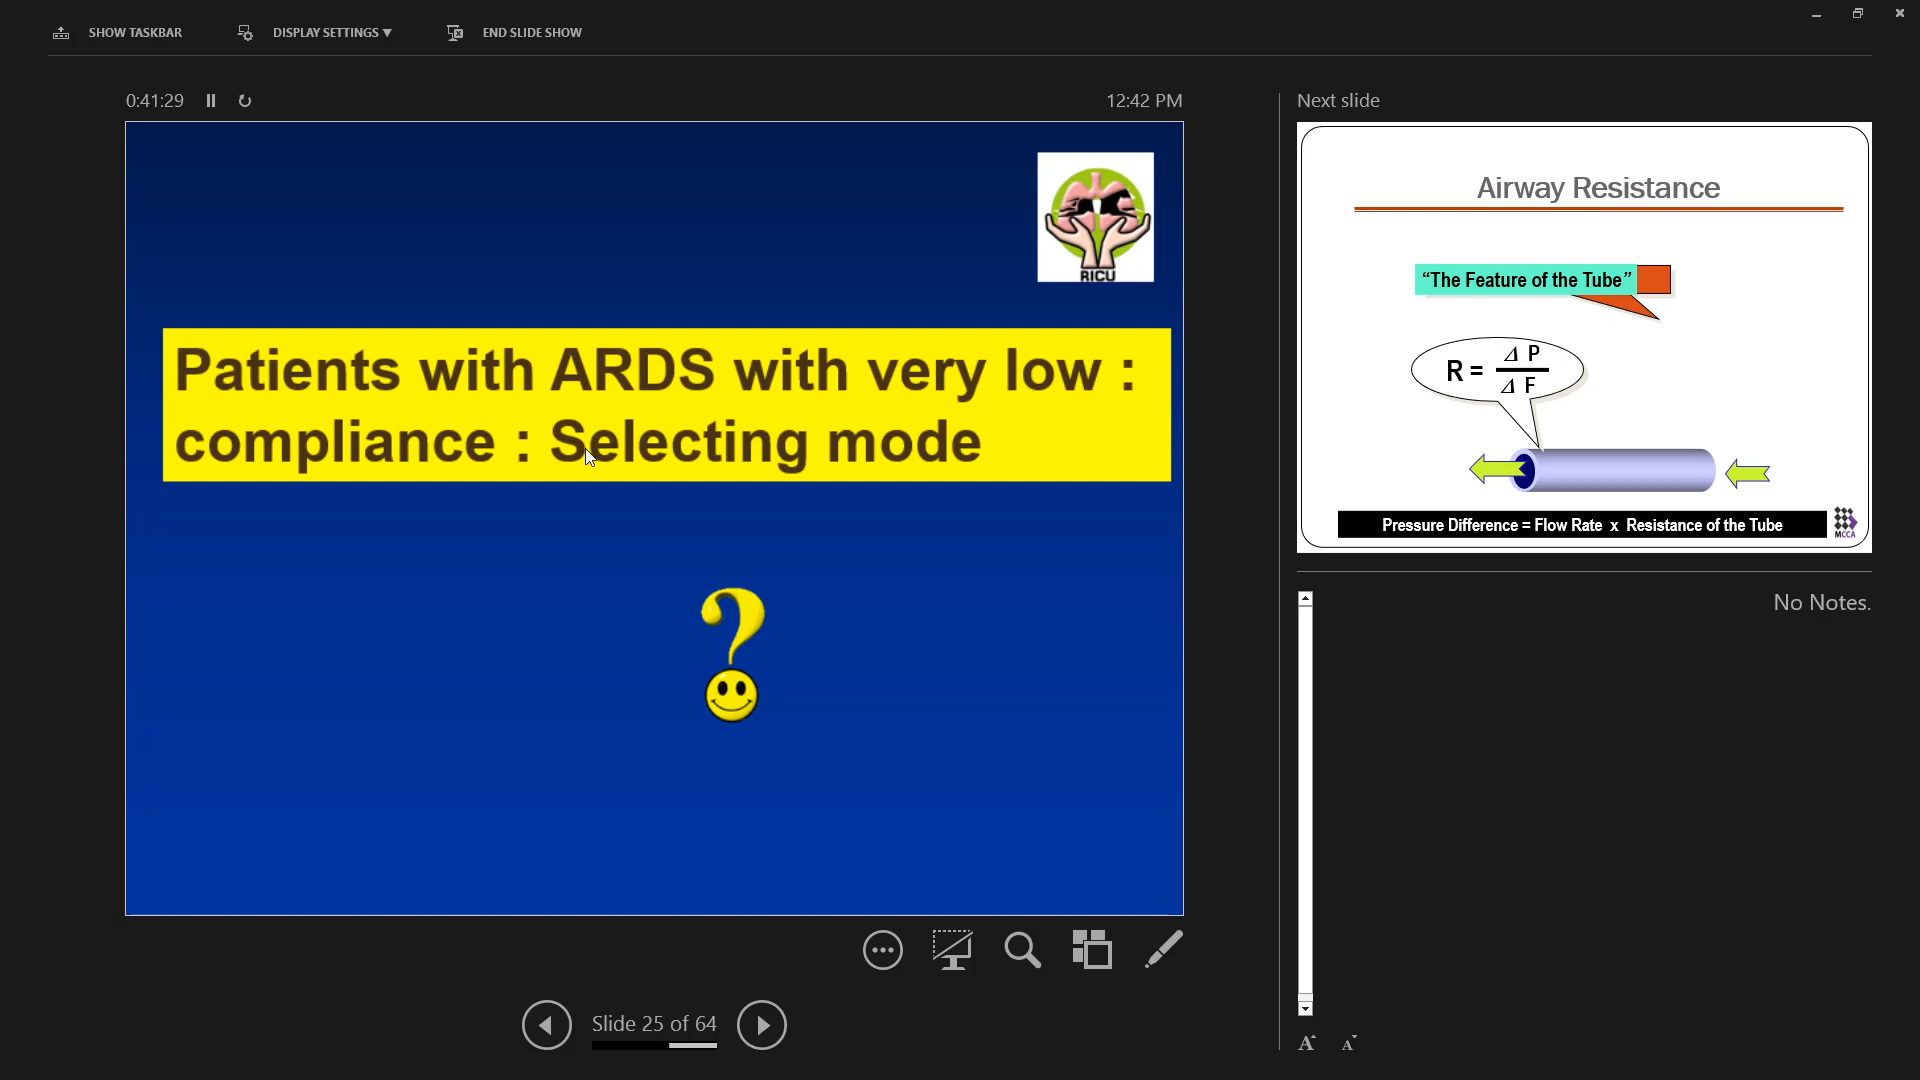 SHOW TASKBAR
DISPLAY SETTINGS ▼
END SLIDE SHOW
0:41:29
12:42 PM
Next slide
RICU
Patients with ARDS with very low :
compliance : Selecting mode
?
Airway Resistance
“The Feature of the Tube”
R = Δ P / Δ F
Pressure Difference = Flow Rate x Resistance of the Tube
MCCA
No Notes.
Slide 25 of 64
A A